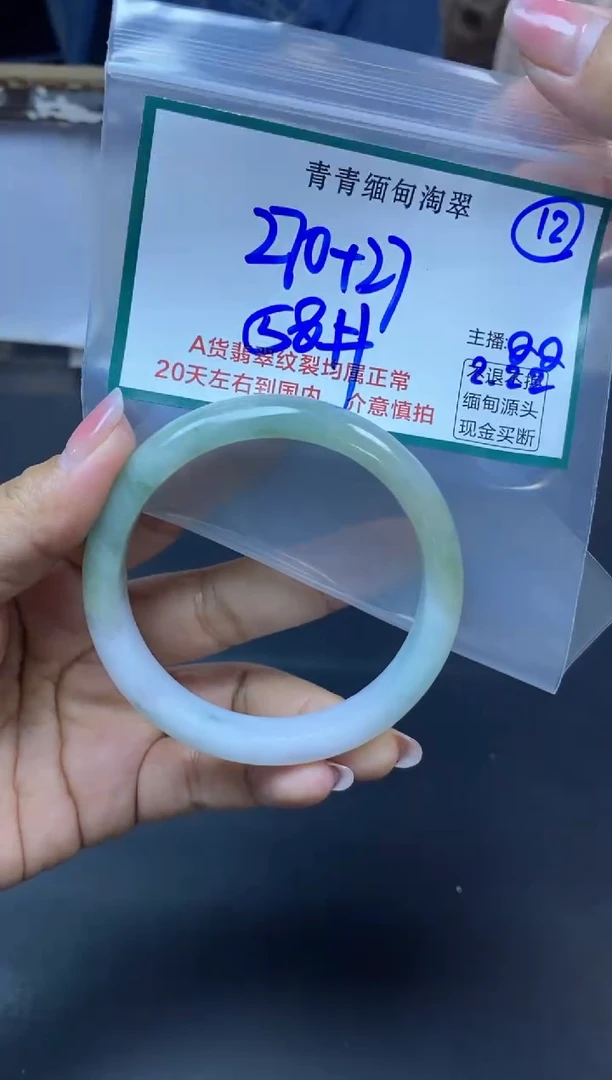 青青缅甸淘翠
12
270+27
58
主播:QQ
2.22
A货翡翠纹裂均属正常
20天左右到国内 介意慎拍
缅甸源头
现金买断